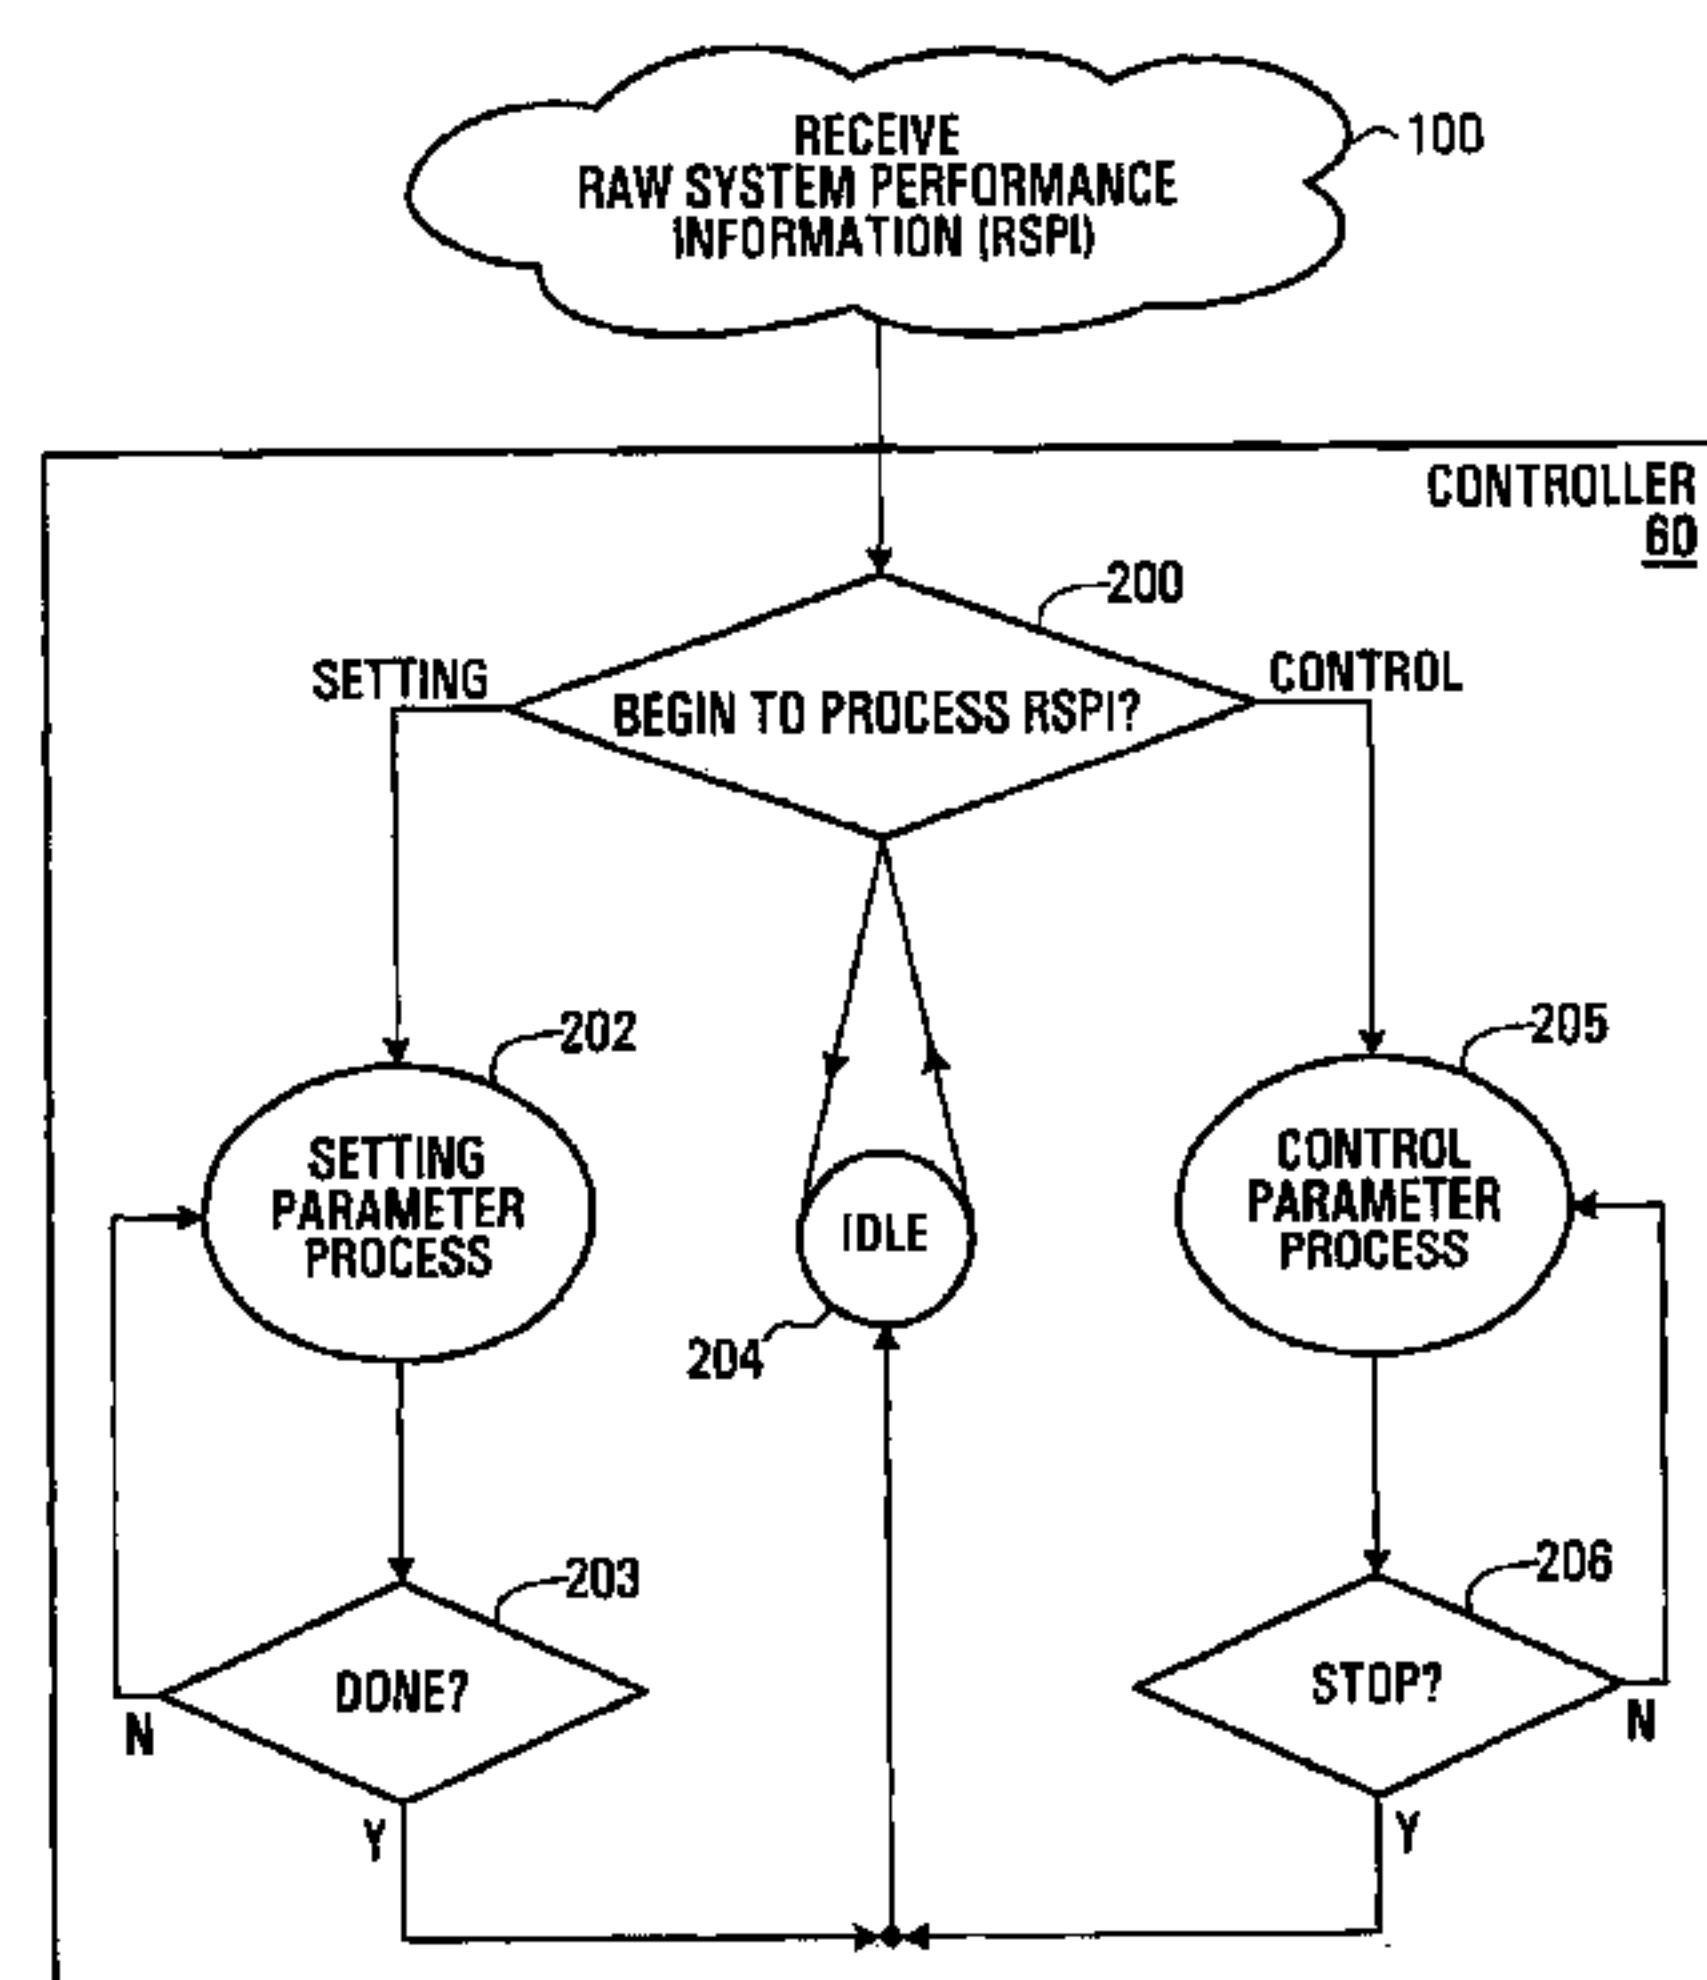 RECEIVE
RAW SYSTEM PERFORMANCE
INFORMATION (RSPI)
100
CONTROLLER
60
200
SETTING
CONTROL
BEGIN TO PROCESS RSPI?
202
205
SETTING
PARAMETER
PROCESS
IDLE
CONTROL
PARAMETER
PROCESS
204
203
206
DONE?
STOP?
N
N
Y
Y